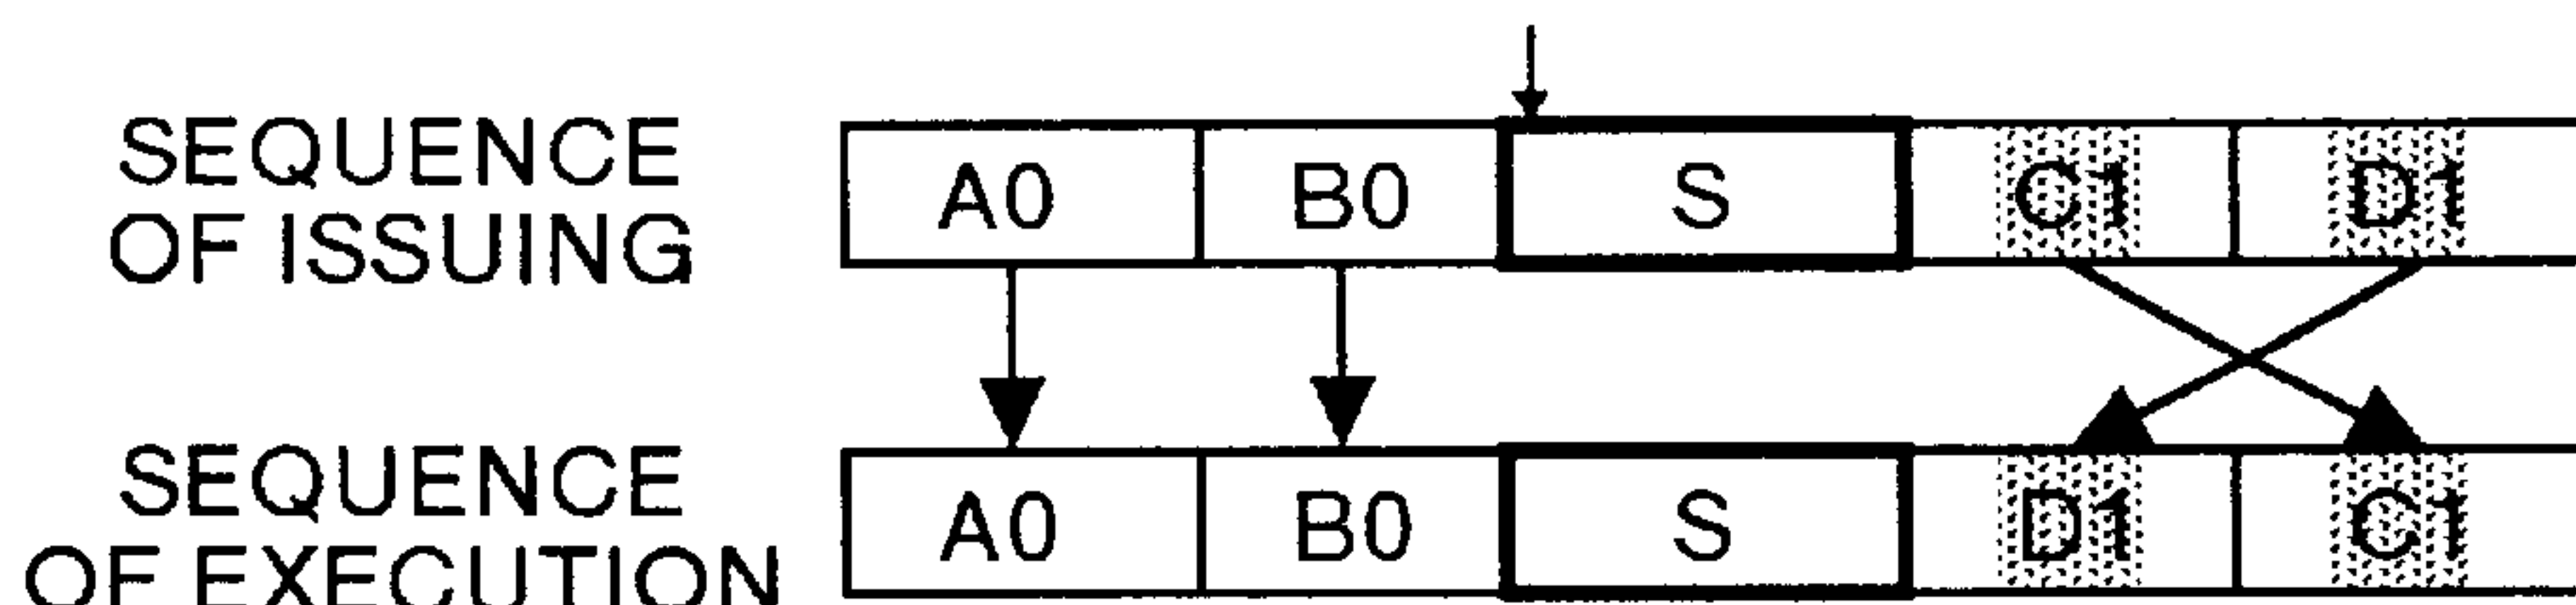 SEQUENCE
OF ISSUING
A0 B0 S C1 D1
SEQUENCE
OF EXECUTION
A0 B0 S D1 C1